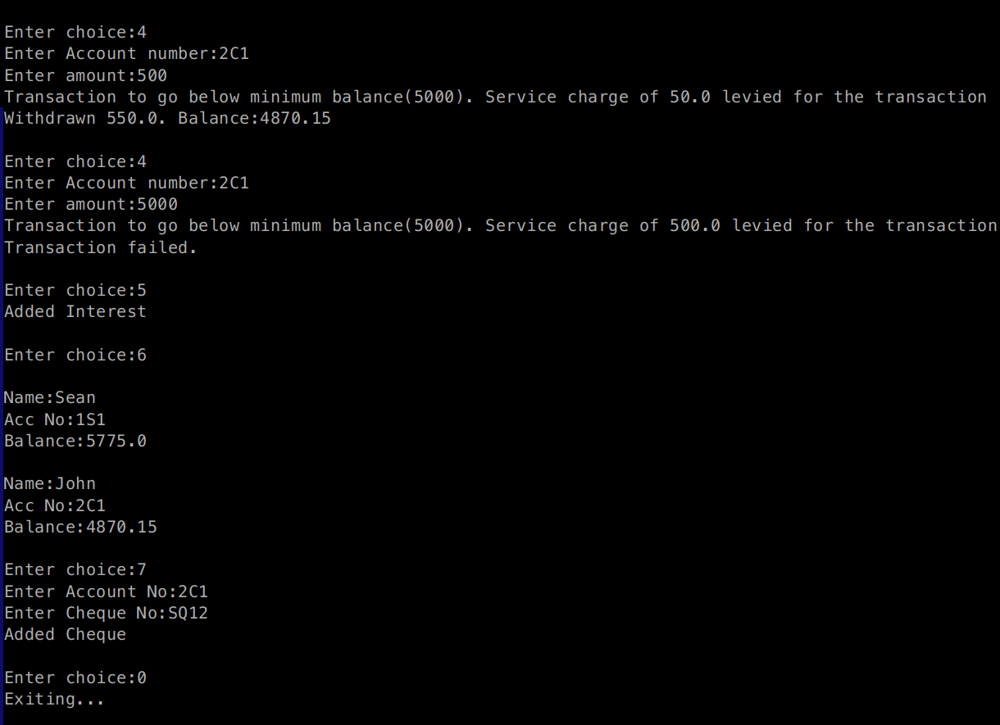 Enter choice:4
Enter Account number:2C1
Enter amount:500
Transaction to go below minimum balance(5000). Service charge of 50.0 levied for the transaction
Withdrawn 550.0. Balance:4870.15
Enter choice:4
Enter Account number:2C1
Enter amount:5000
Transaction to go below minimum balance(5000). Service charge of 500.0 levied for the transaction
Transaction failed.
Enter choice:5
Added Interest
Enter choice:6
Name:Sean
Acc No:1S1
Balance:5775.0
Name:John
Acc No:2C1
Balance:4870.15
Enter choice:7
Enter Account No:2C1
Enter Cheque No:SQ12
Added Cheque
Enter choice:0
Exiting...